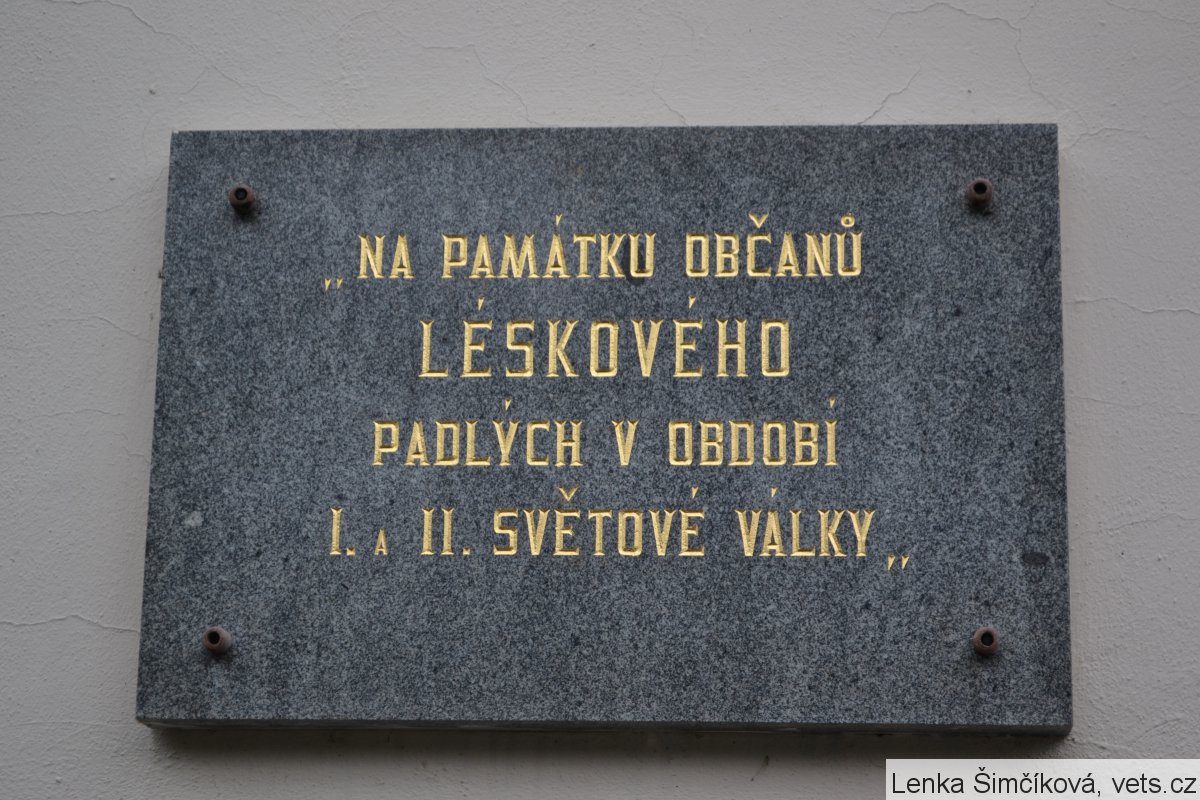 „NA PAMÁTKU OBČANŮ
LÉSKOVÉHO
PADLÝCH V OBDOBÍ
I. A II. SVĚTOVÉ VÁLKY„
Lenka Šimčíková, vets.cz